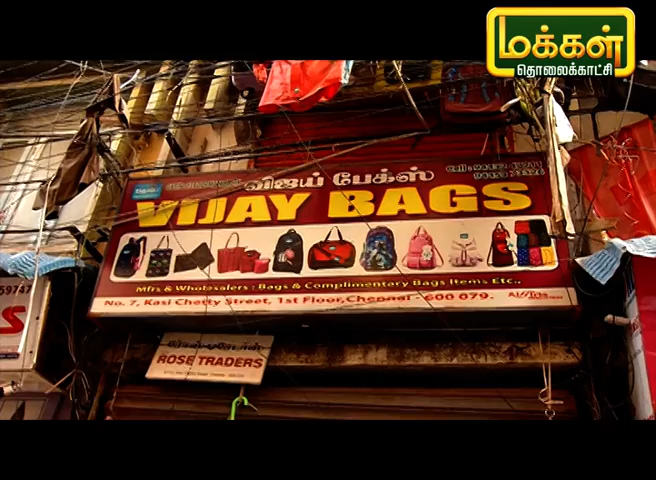 மக்கள்
தொலைக்காட்சி
விஜய் பேக்ஸ்
VIJAY BAGS
Mfrs & Wholesalers : Bags & Complimentary Bags Items Etc.,
No. 7, Kasi Chetty Street, 1st Floor, Chennai - 600 079.
ROSE TRADERS
59747